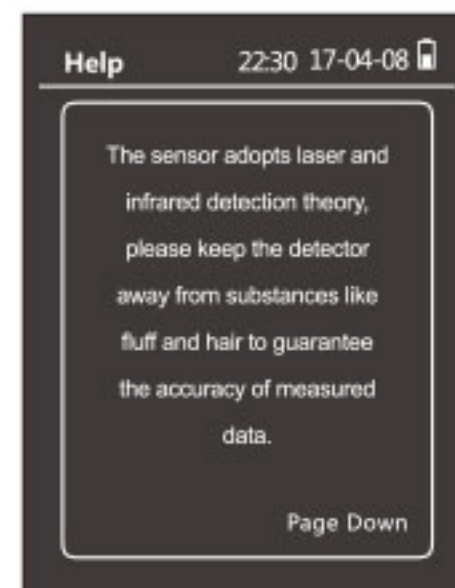 Help 22:30 17-04-08
The sensor adopts laser and
infrared detection theory,
please keep the detector
away from substances like
fluff and hair to guarantee
the accuracy of measured
data.
Page Down